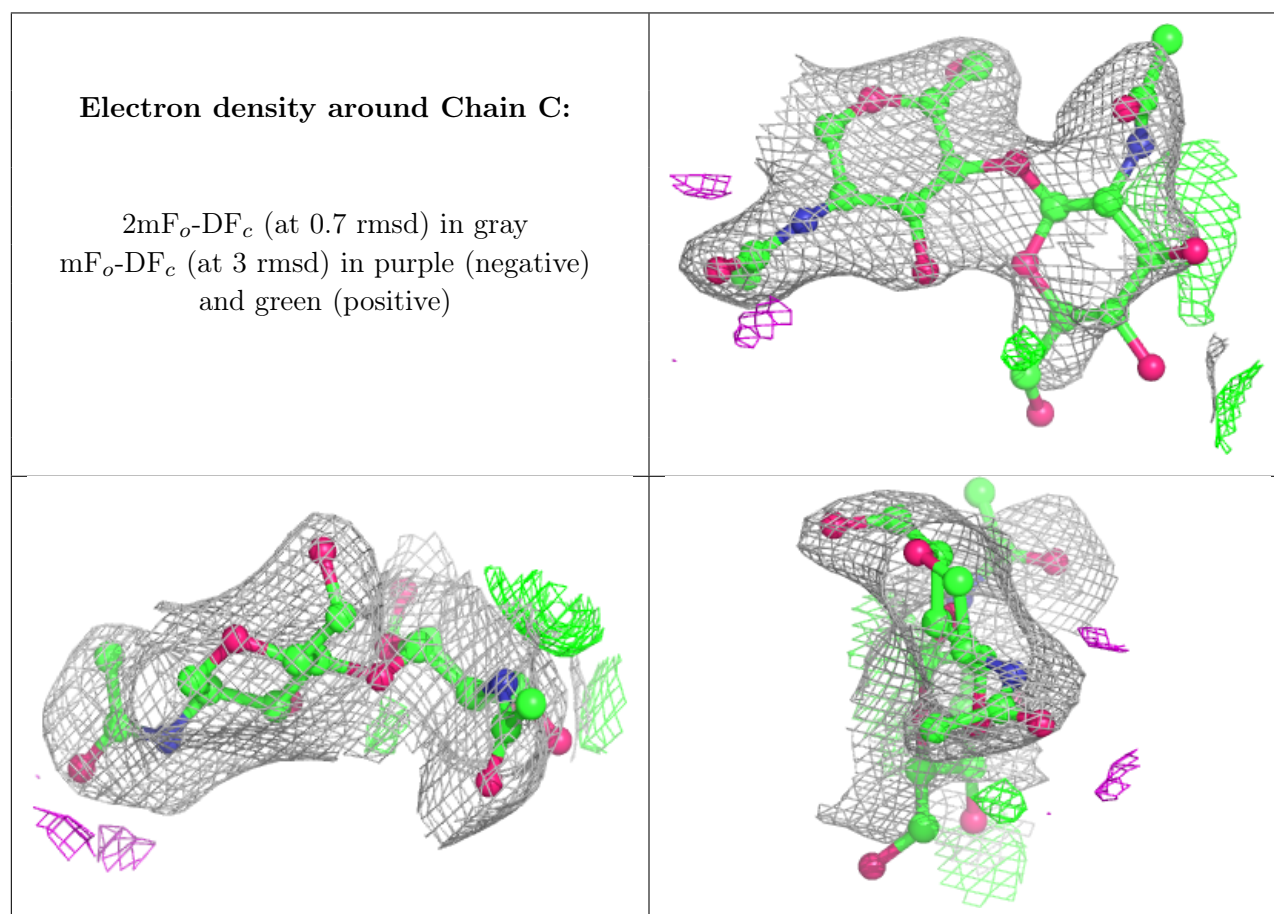 Electron density around Chain C:
2mFo-DFc (at 0.7 rmsd) in gray
mFo-DFc (at 3 rmsd) in purple (negative)
and green (positive)